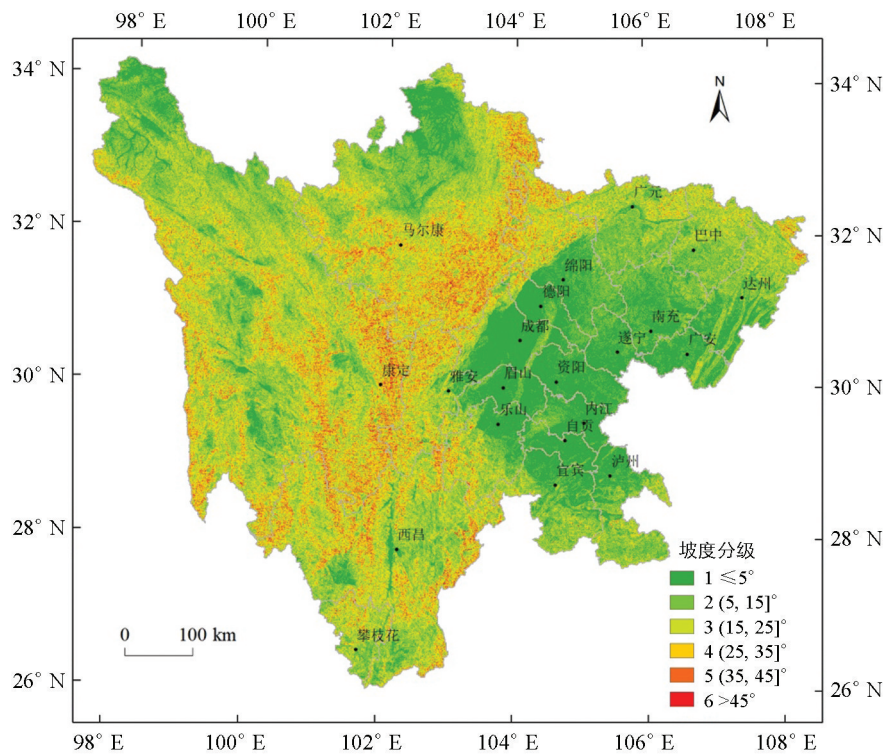 98° E 100° E 102° E 104° E 106° E 108° E
34° N 34° N
N
32° N 32° N
广元
马尔康
巴中
绵阳
达州
德阳
南充
成都
遂宁
广安
30° N 30° N
康定
雅安
眉山
资阳
乐山
内江
自贡
宜宾
泸州
28° N 28° N
西昌
坡度分级
1 ≤5°
2 (5, 15]°
3 (15, 25]°
4 (25, 35]°
5 (35, 45]°
6 >45°
0 100 km
攀枝花
26° N 26° N
98° E 100° E 102° E 104° E 106° E 108° E